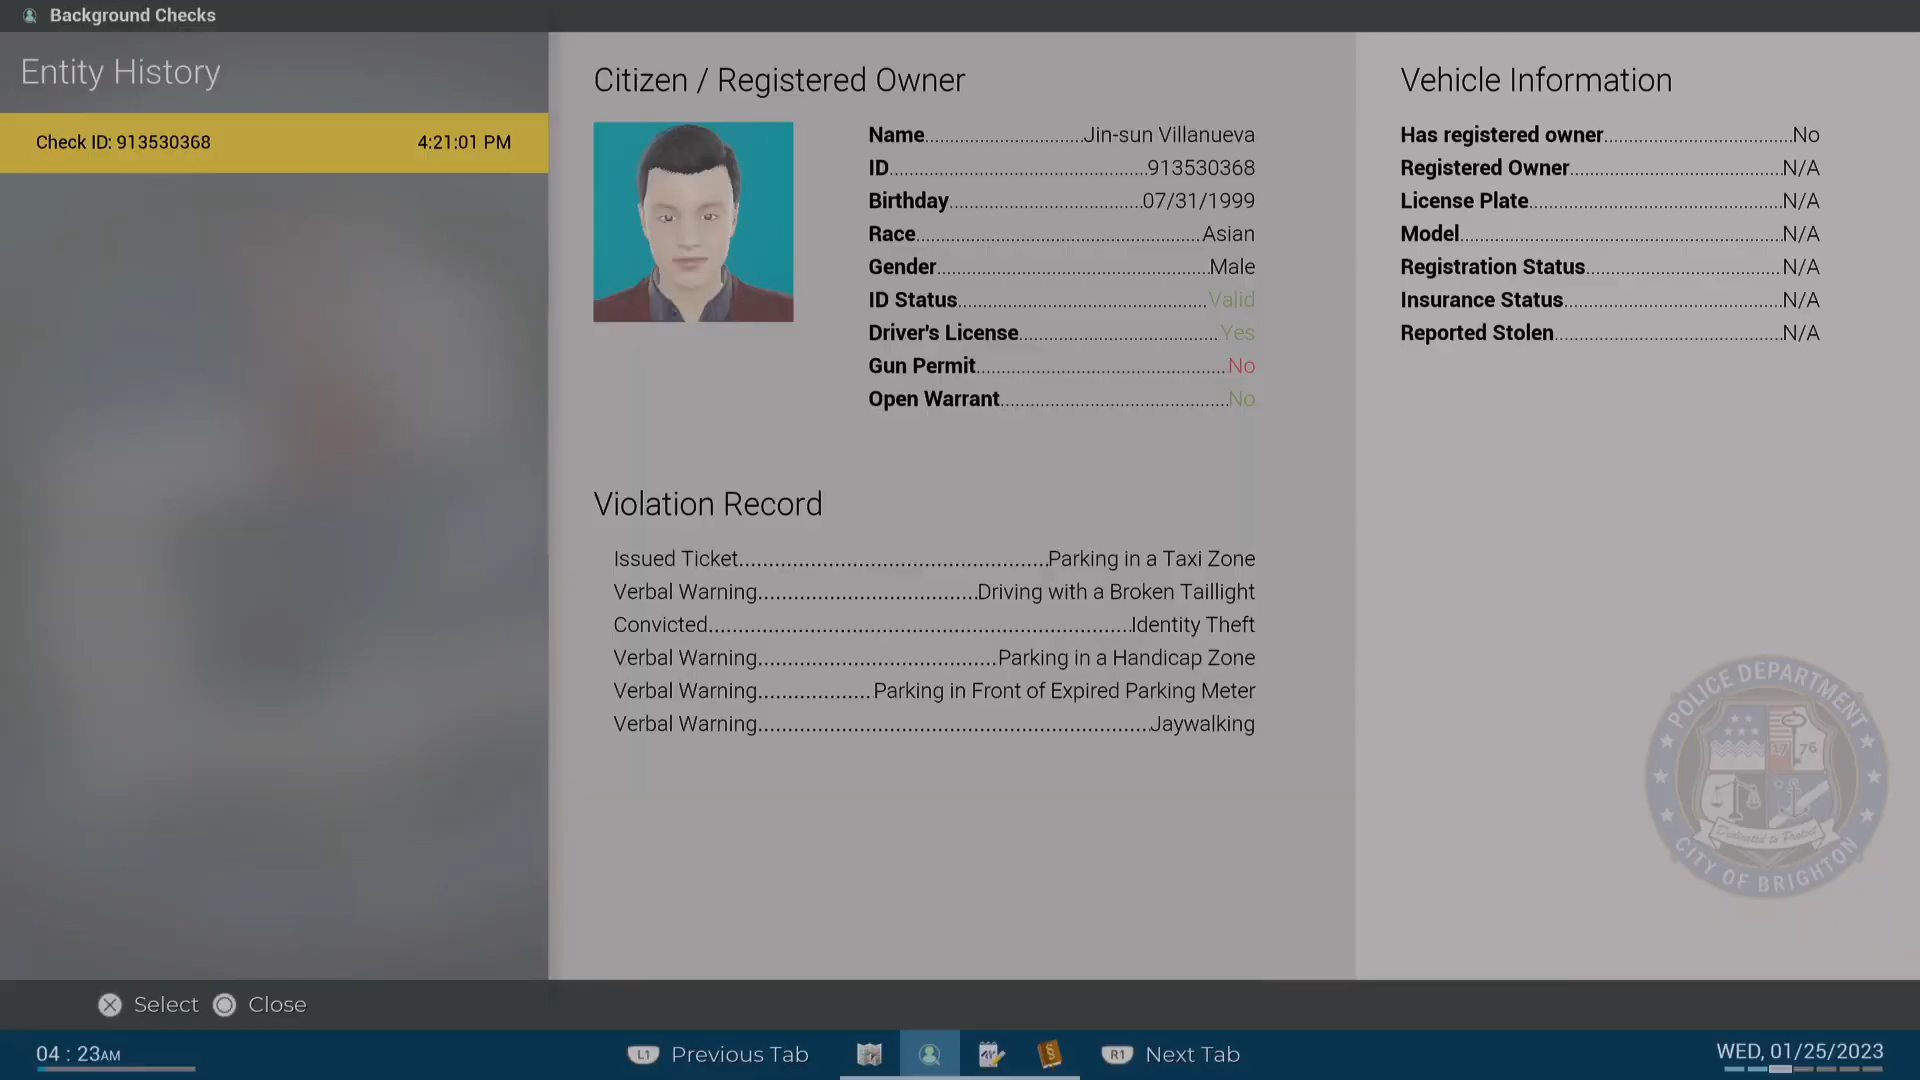 Background Checks
Entity History
Check ID: 913530368 4:21:01 PM
Citizen / Registered Owner
Name Jin-sun Villanueva
ID 913530368
Birthday 07/31/1999
Race Asian
Gender Male
ID Status Valid
Driver's License Yes
Gun Permit No
Open Warrant No
Violation Record
Issued Ticket Parking in a Taxi Zone
Verbal Warning Driving with a Broken Taillight
Convicted Identity Theft
Verbal Warning Parking in a Handicap Zone
Verbal Warning Parking in Front of Expired Parking Meter
Verbal Warning Jaywalking
Vehicle Information
Has registered owner No
Registered Owner N/A
License Plate N/A
Model N/A
Registration Status N/A
Insurance Status N/A
Reported Stolen N/A
POLICE DEPARTMENT
17 76
Dedicated to Protect
CITY OF BRIGHTON
Select Close
04 : 23AM
L1 Previous Tab
§
R1 Next Tab
WED, 01/25/2023